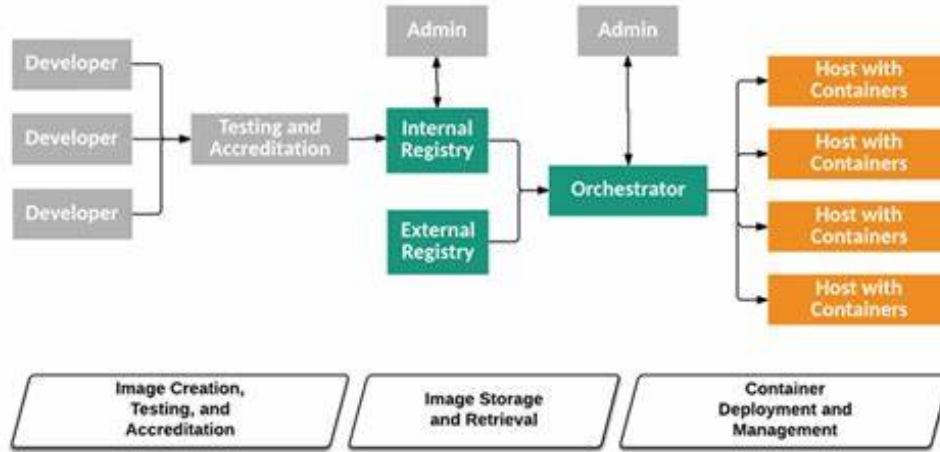 Admin
Admin
Developer
Developer
Developer
Testing and
Accreditation
Internal
Registry
External
Registry
Orchestrator
Host with
Containers
Host with
Containers
Host with
Containers
Host with
Containers
Image Creation,
Testing, and
Accreditation
Image Storage
and Retrieval
Container
Deployment and
Management